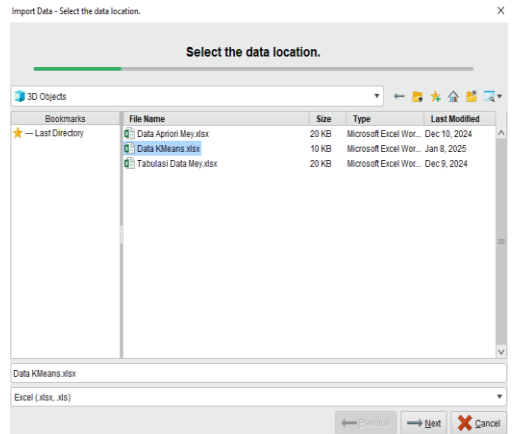 Import Data - Select the data location.
Select the data location.
3D Objects
Bookmarks File Name Size Type Last Modified
--- Last Directory Data Apriori Mey.xlsx 20 KB Microsoft Excel Wor... Dec 10, 2024
Data KMeans.xlsx 10 KB Microsoft Excel Wor... Jan 8, 2025
Tabulasi Data Mey.xlsx 20 KB Microsoft Excel Wor... Dec 9, 2024
Data KMeans.xlsx
Excel (.xlsx, .xls)
Previous Next Cancel